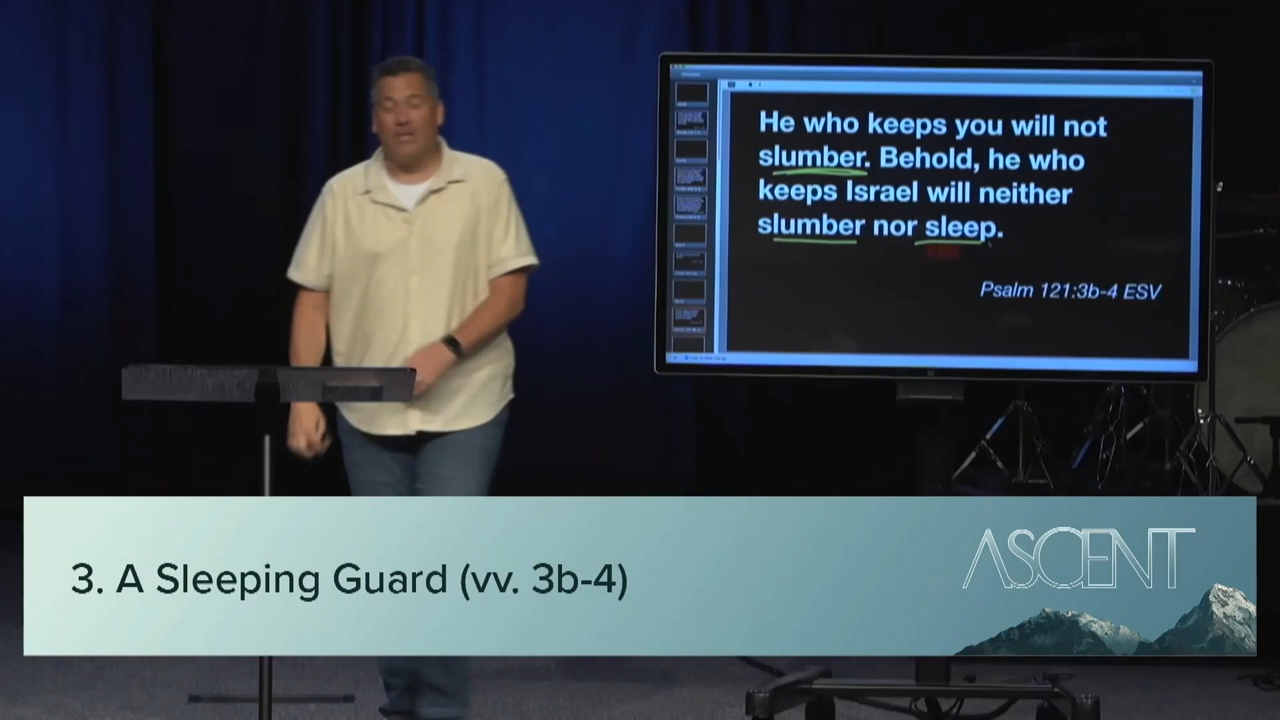 He who keeps you will not
slumber. Behold, he who
keeps Israel will neither
slumber nor sleep.
Psalm 121:3b-4 ESV
3. A Sleeping Guard (vv. 3b-4)
ASCENT